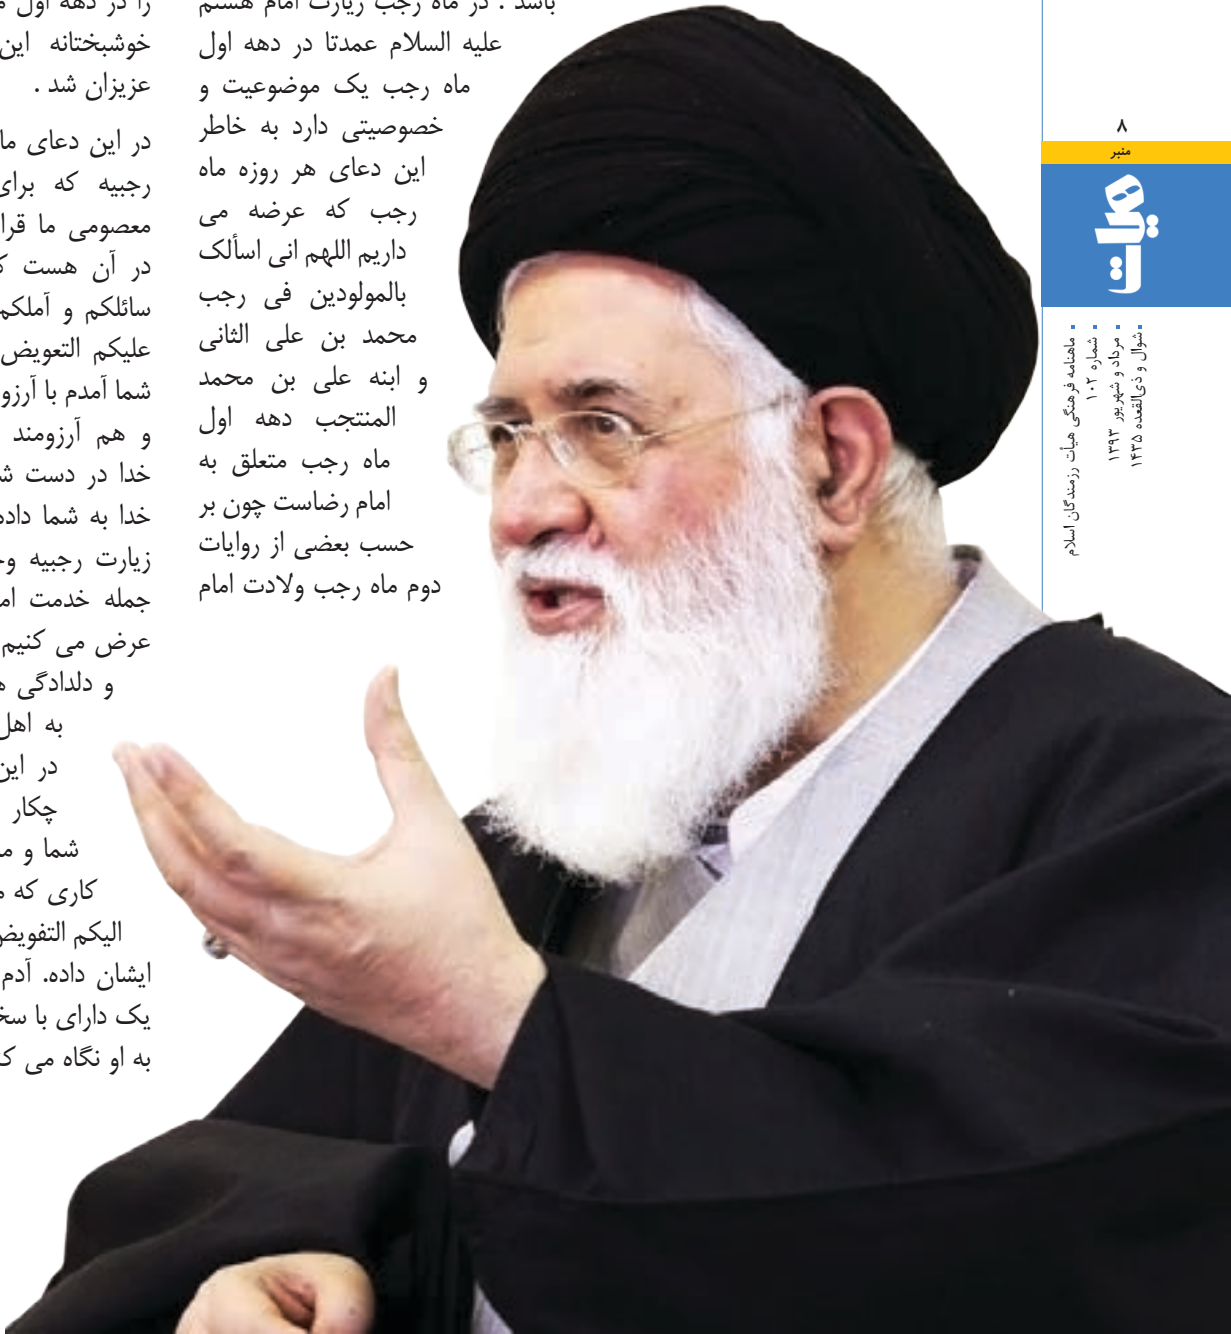 ۸
منبر
هیأت
ماهنامه فرهنگی هیأت رزمندگان اسلام
شماره ۱۰۲
مرداد و شهریور ۱۳۹۳
شوال و ذی‌القعده ۱۴۳۵
باشد . در ماه رجب زیارت امام هشتم
علیه السلام عمدتا در دهه اول
ماه رجب یک موضوعیت و
خصوصیتی دارد به خاطر
این دعای هر روزه ماه
رجب که عرضه می
داریم اللهم انی اسألک
بالمولودین فی رجب
محمد بن علی الثانی
و ابنه علی بن محمد
المنتجب دهه اول
ماه رجب متعلق به
امام رضاست چون بر
حسب بعضی از روایات
دوم ماه رجب ولادت امام
را در دهه اول
خوشبختانه این
عزیزان شد .
در این دعای
رجبیه که برای
معصومی ما
در آن هست
سائلکم و آملکم
علیکم التعویض
شما آمدم با
و هم آرزومند
خدا در دست
خدا به شما
زیارت رجبیه
جمله خدمت
عرض می کنیم
و دلدادگی
به اهل
در این
چکار
شما و
کاری که
الیکم
ایشان داده. آدم
یک دارای با
به او نگاه می